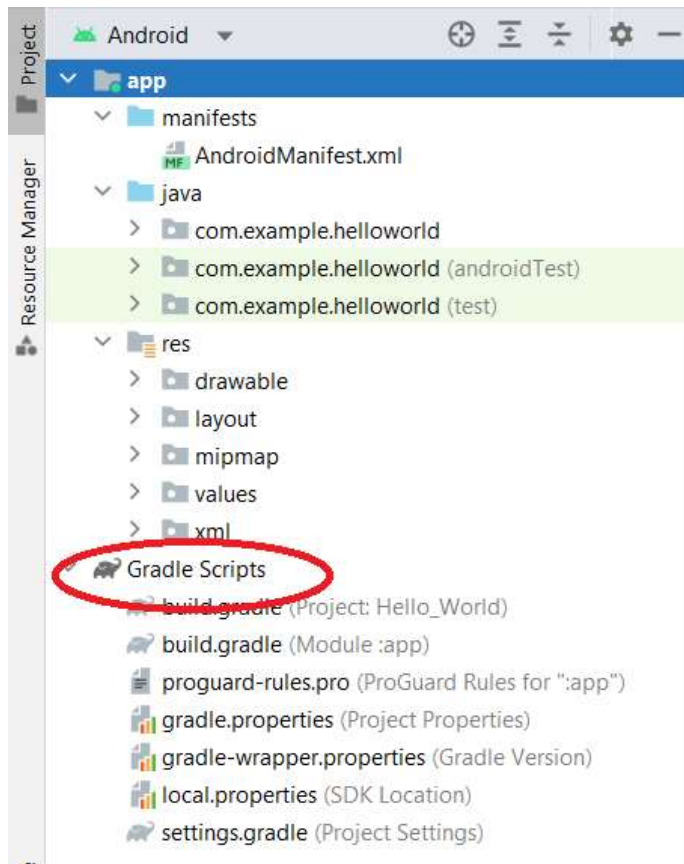 Project
Resource Manager
Android
app
manifests
MF AndroidManifest.xml
java
com.example.helloworld
com.example.helloworld (androidTest)
com.example.helloworld (test)
res
drawable
layout
mipmap
values
xml
Gradle Scripts
build.gradle (Project: Hello_World)
build.gradle (Module :app)
proguard-rules.pro (ProGuard Rules for ":app")
gradle.properties (Project Properties)
gradle-wrapper.properties (Gradle Version)
local.properties (SDK Location)
settings.gradle (Project Settings)